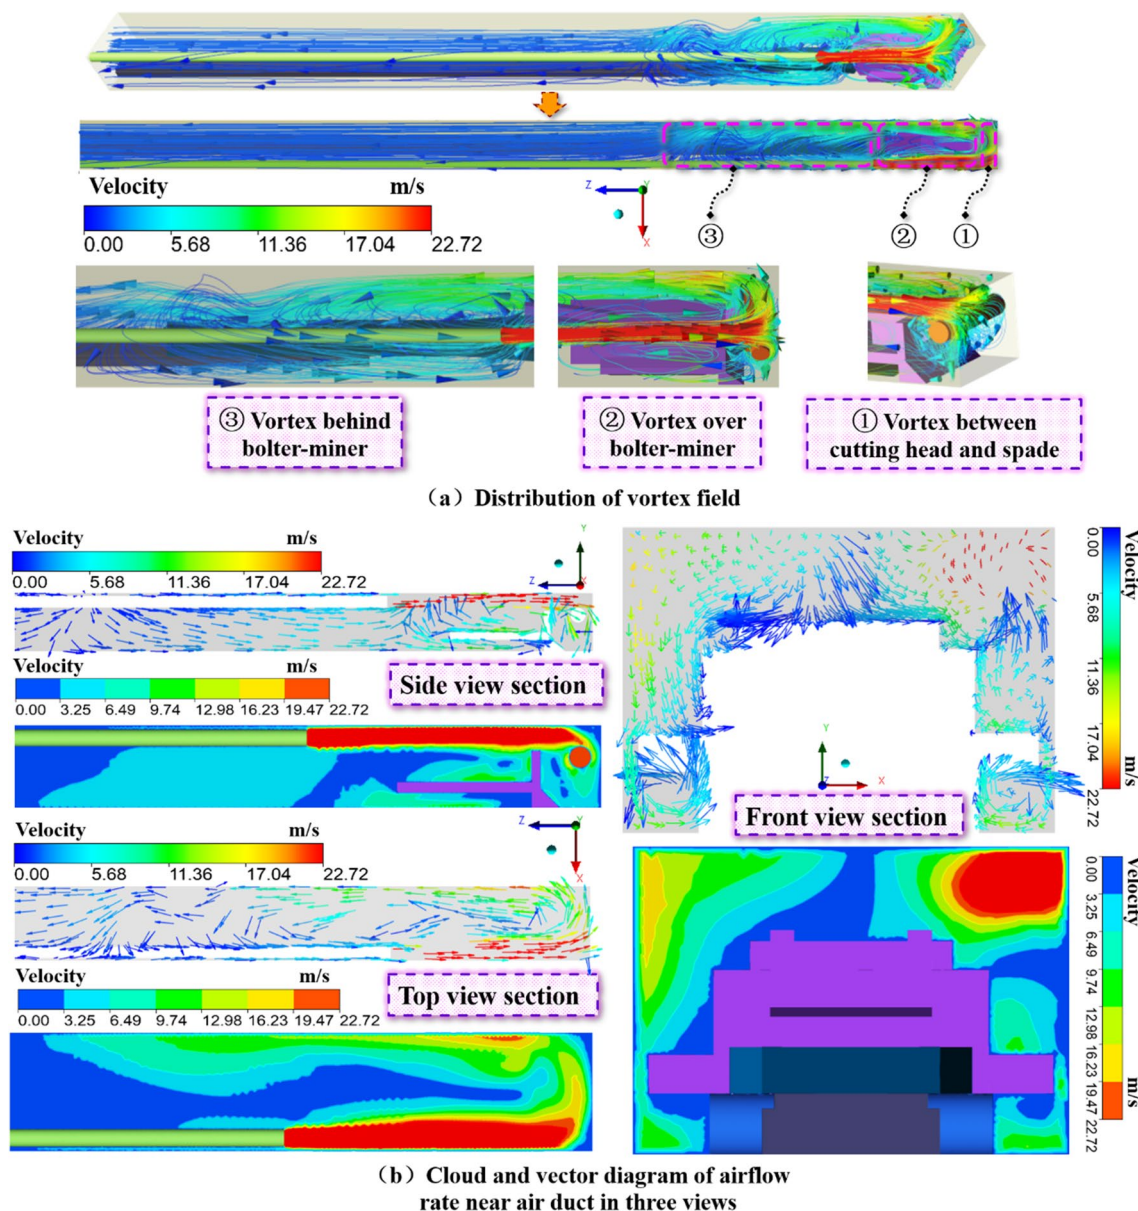 Z
Y
X
Velocity m/s
0.00 5.68 11.36 17.04 22.72
③ ② ①
③ Vortex behind
bolter-miner
② Vortex over
bolter-miner
① Vortex between
cutting head and spade
（a）Distribution of vortex field
Velocity m/s
0.00 5.68 11.36 17.04 22.72
Y
Z
X
Velocity m/s
0.00 3.25 6.49 9.74 12.98 16.23 19.47 22.72
Side view section
Velocity m/s
0.00 5.68 11.36 17.04 22.72
Z
Y
X
Velocity m/s
0.00 3.25 6.49 9.74 12.98 16.23 19.47 22.72
Top view section
Velocity m/s
0.00 5.68 11.36 17.04 22.72
Y
Z
X
Front view section
Velocity m/s
0.00 3.25 6.49 9.74 12.98 16.23 19.47 22.72
（b）Cloud and vector diagram of airflow
rate near air duct in three views